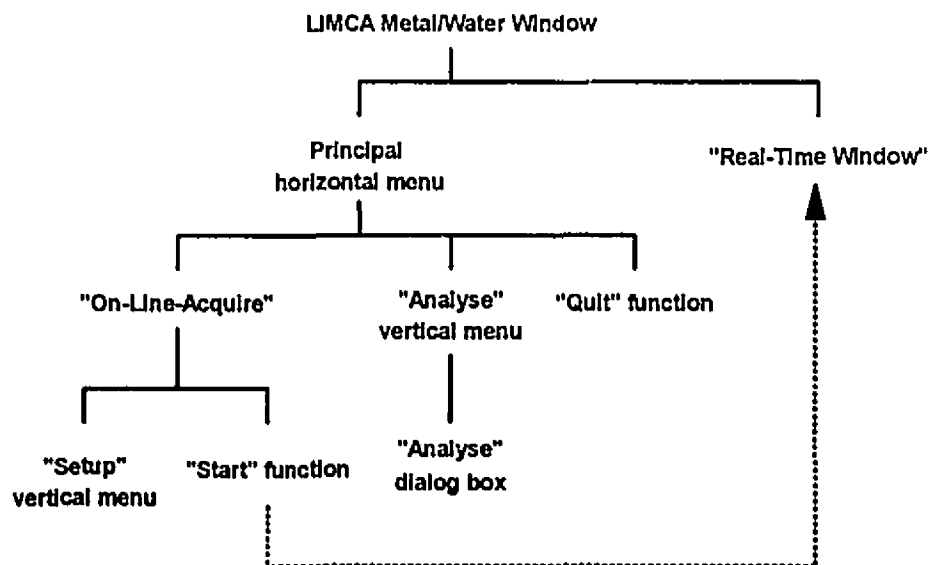 LIMCA Metal/Water Window
Principal
horizontal menu
"Real-Time Window"
"On-Line-Acquire"
"Analyse"
vertical menu
"Quit" function
"Setup"
vertical menu
"Start" function
"Analyse"
dialog box